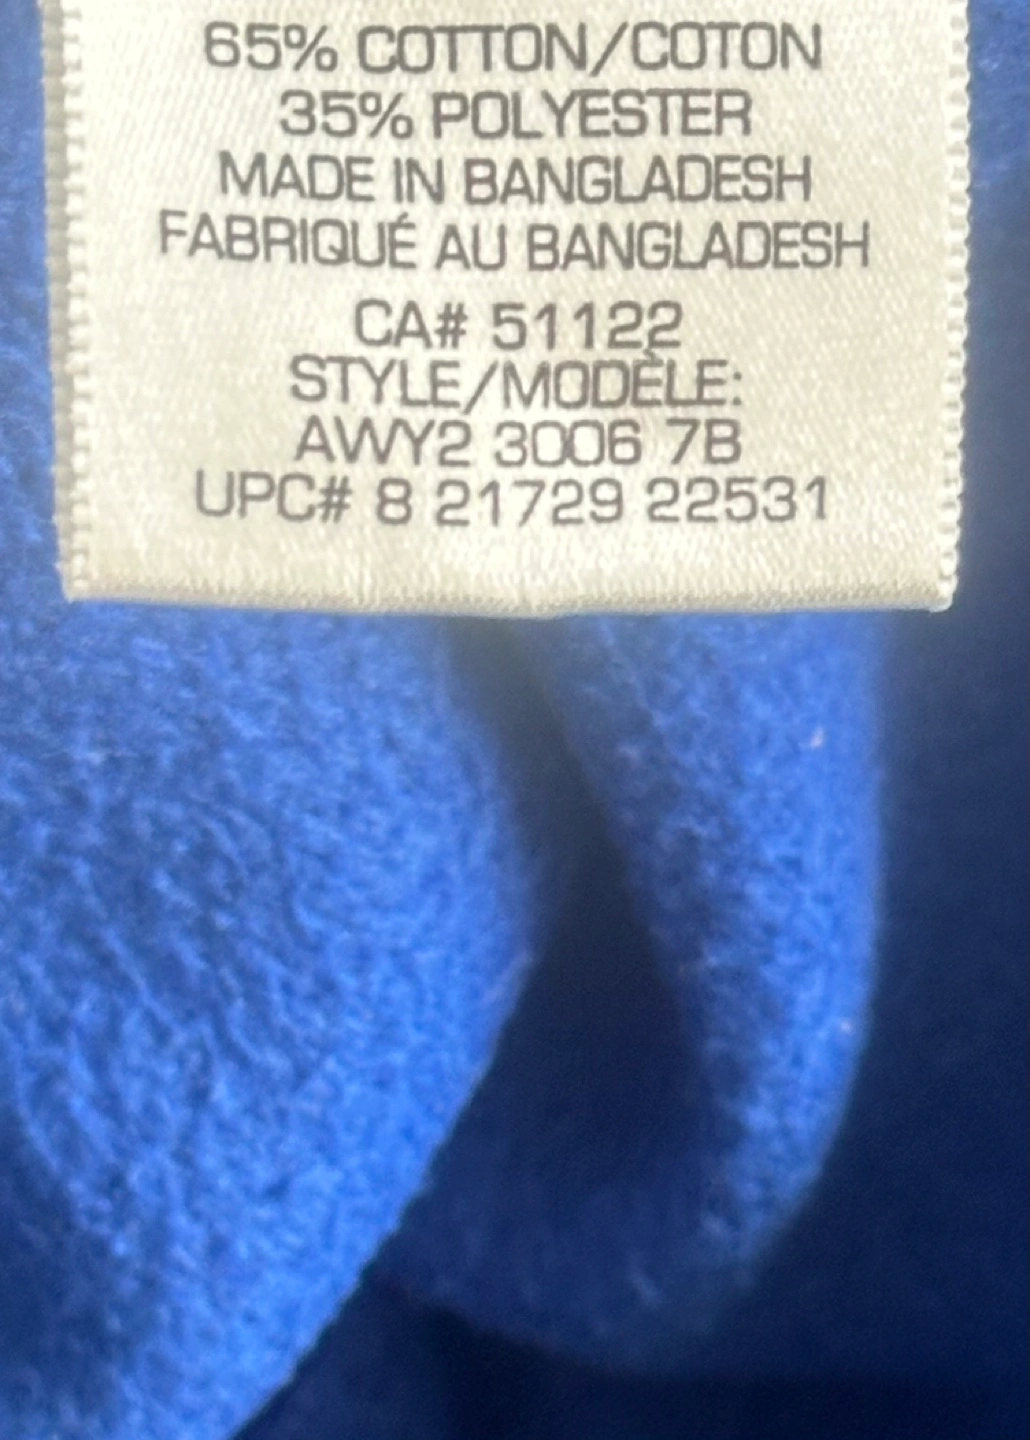 65% COTTON/COTON
35% POLYESTER
MADE IN BANGLADESH
FABRIQUÉ AU BANGLADESH
CA# 51122
STYLE/MODÈLE:
AWY2 3006 7B
UPC# 8 21729 22531